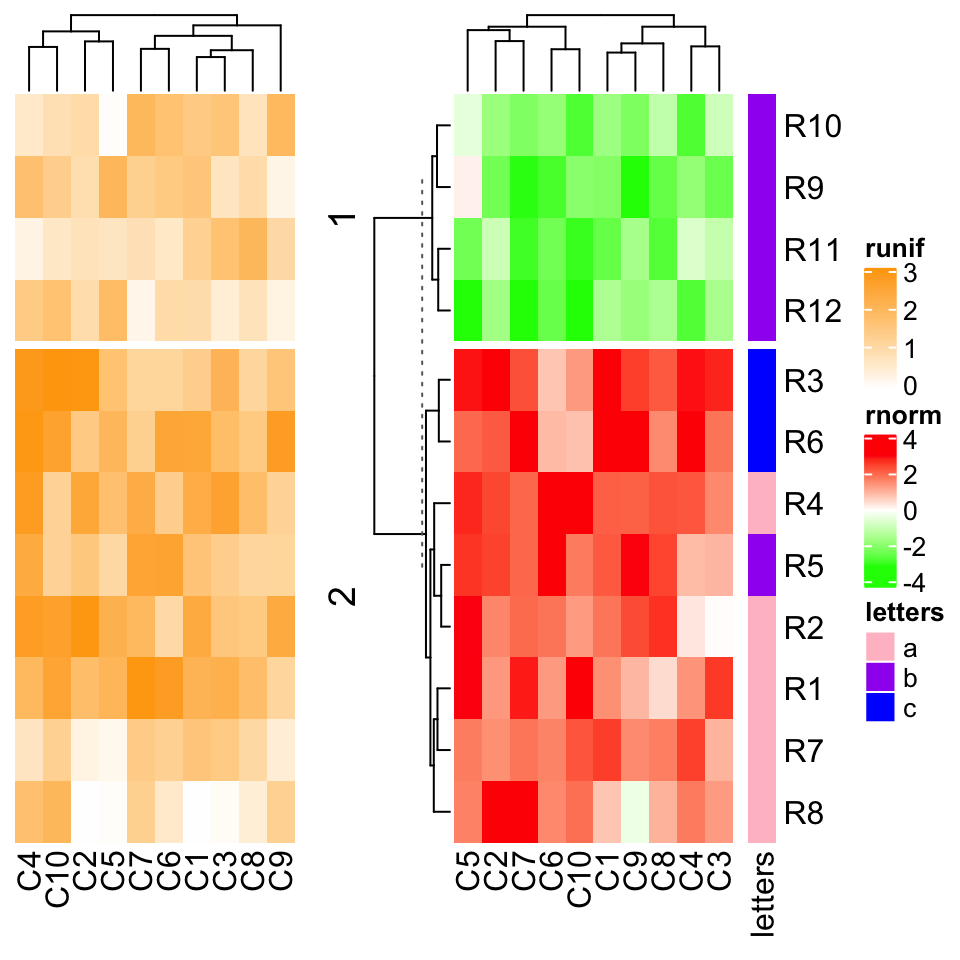 1
2
R10
R9
R11
R12
R3
R6
R4
R5
R2
R1
R7
R8
C4 C10 C2 C5 C7 C6 C1 C3 C8 C9
C5 C2 C7 C6 C10 C1 C9 C8 C4 C3
letters
runif
3
2
1
0
rnorm
4
2
0
-2
-4
letters
a
b
c